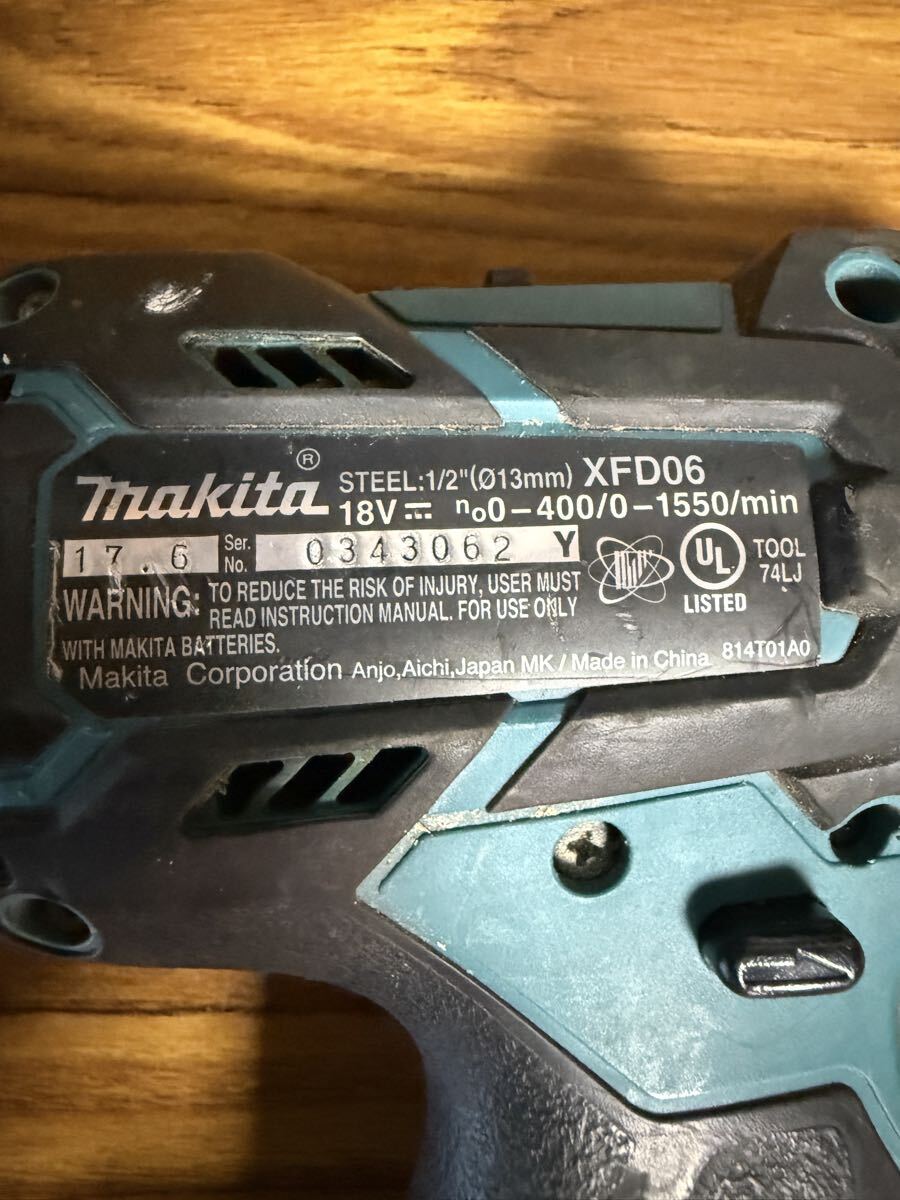 makita® STEEL:1/2"(Ø13mm) XFD06
18V⎓ n₀0-400/0-1550/min
17.6 Ser. No. 0343062 Y
UL LISTED TOOL 74LJ
WARNING: TO REDUCE THE RISK OF INJURY, USER MUST
READ INSTRUCTION MANUAL. FOR USE ONLY
WITH MAKITA BATTERIES.
Makita Corporation Anjo,Aichi,Japan MK/Made in China 814T01A0